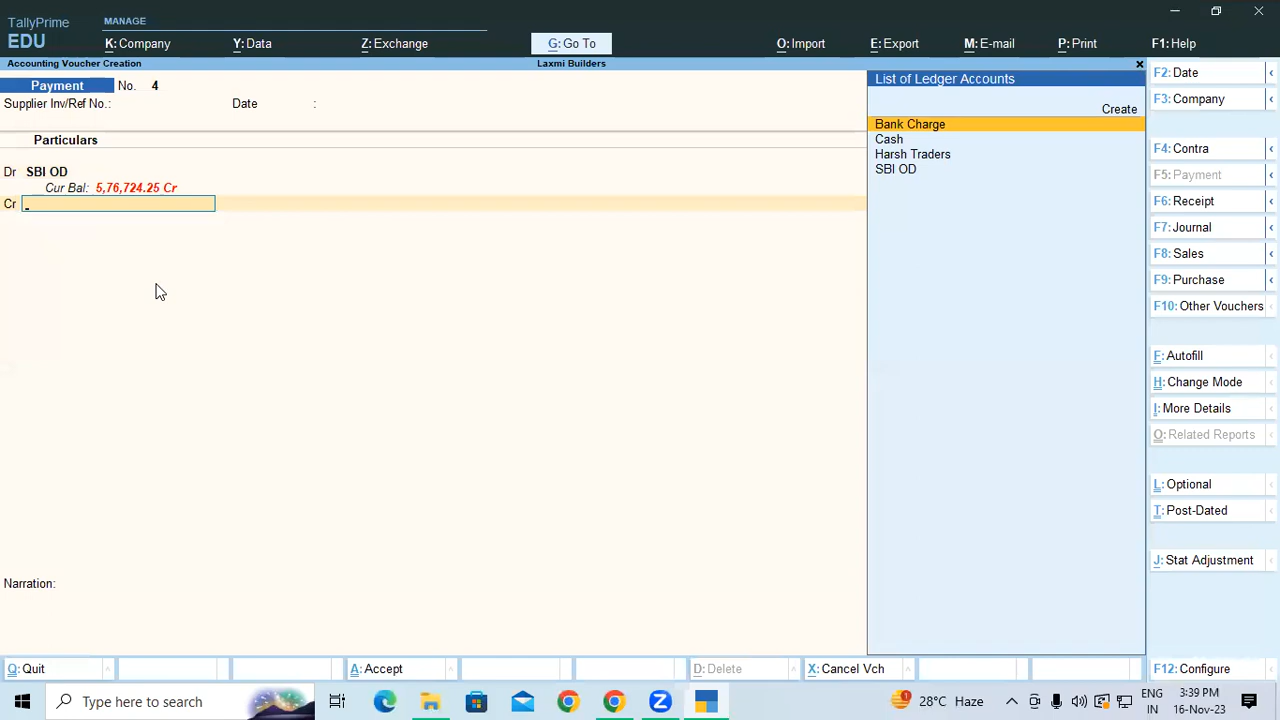 TallyPrime
EDU
MANAGE
K: Company
Y: Data
Z: Exchange
G: Go To
O: Import
E: Export
M: E-mail
P: Print
F1: Help
Accounting Voucher Creation
Laxmi Builders
Payment No. 4
Supplier Inv/Ref No.: Date :
Particulars
Dr SBI OD
Cur Bal: 5,76,724.25 Cr
Cr
Narration:
List of Ledger Accounts
Create
Bank Charge
Cash
Harsh Traders
SBI OD
F2: Date
F3: Company
F4: Contra
F5: Payment
F6: Receipt
F7: Journal
F8: Sales
F9: Purchase
F10: Other Vouchers
F: Autofill
H: Change Mode
I: More Details
O: Related Reports
L: Optional
T: Post-Dated
J: Stat Adjustment
Q: Quit
A: Accept
D: Delete
X: Cancel Vch
F12: Configure
Type here to search
1
28°C Haze
ENG
IN
3:39 PM
16-Nov-23